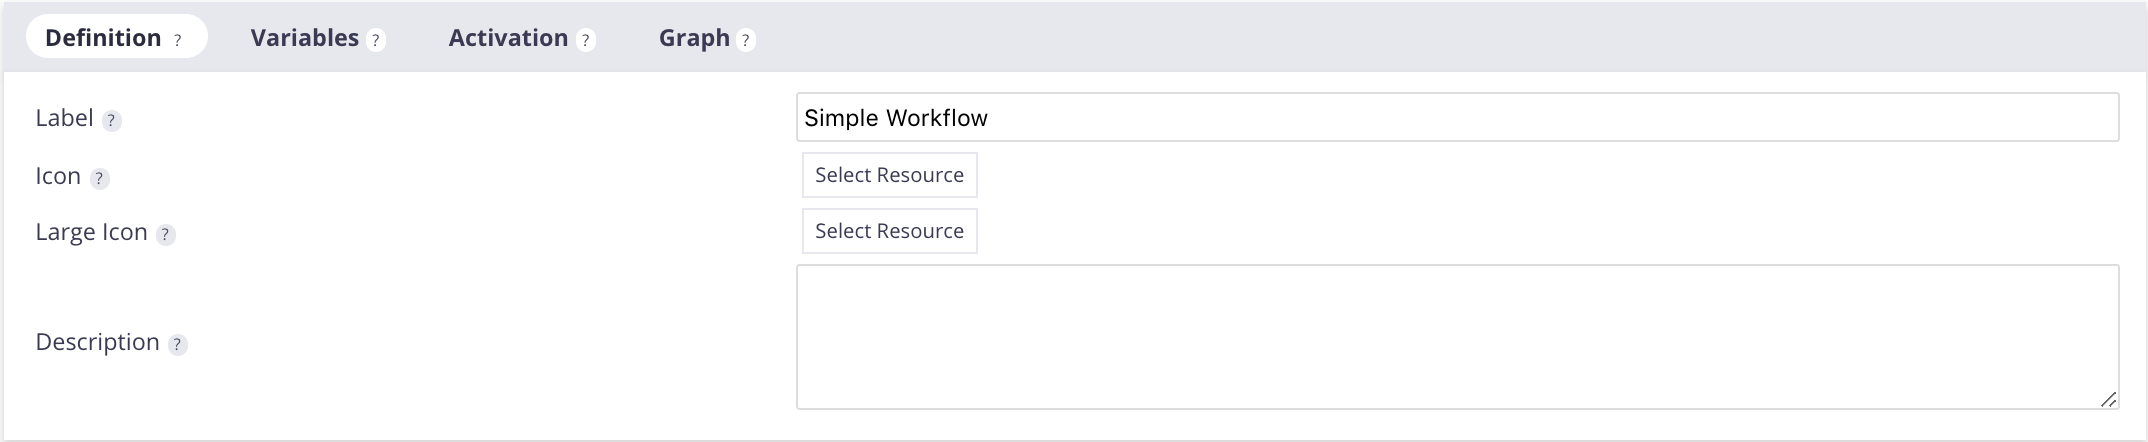 Definition ? Variables ? Activation ? Graph ?
Label ? Simple Workflow
Icon ? Select Resource
Large Icon ? Select Resource
Description ?